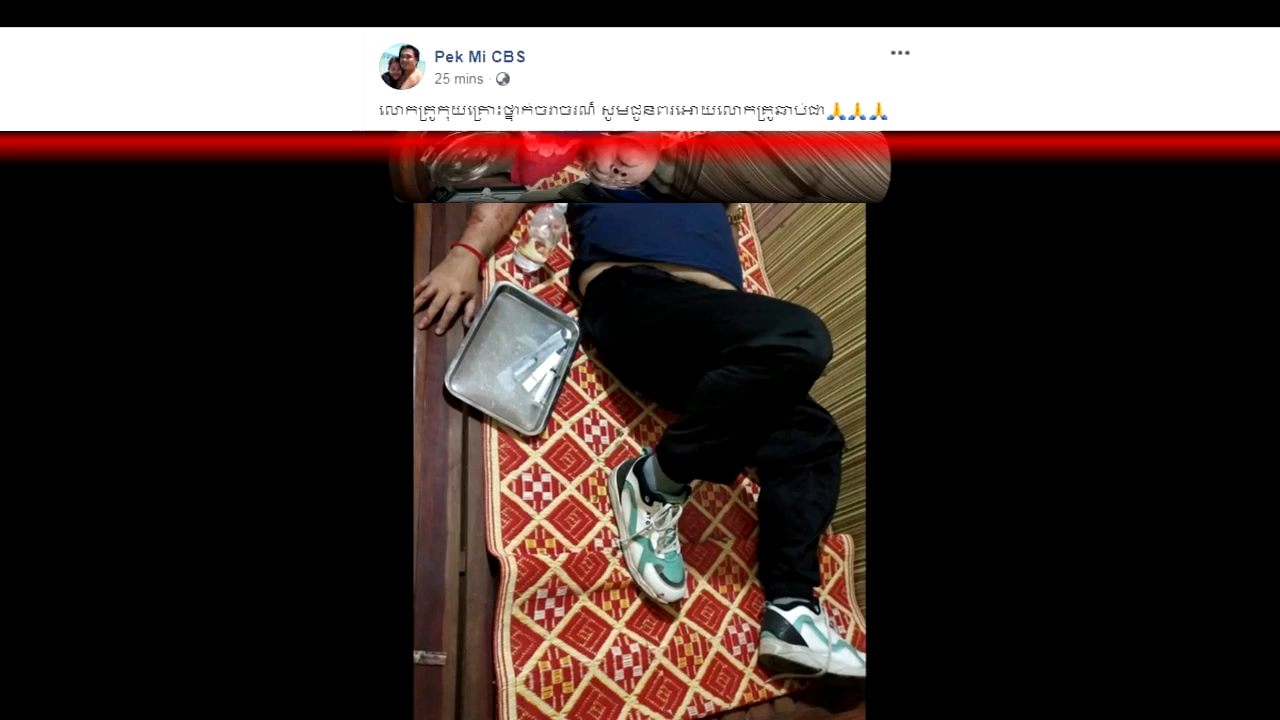 Pek Mi CBS
25 mins ·
លោកគ្រូកុយគ្រោះថ្នាក់ចរាចរណ៍ សូមជូនពរអោយលោកគ្រូឆាប់ជា🙏🙏🙏